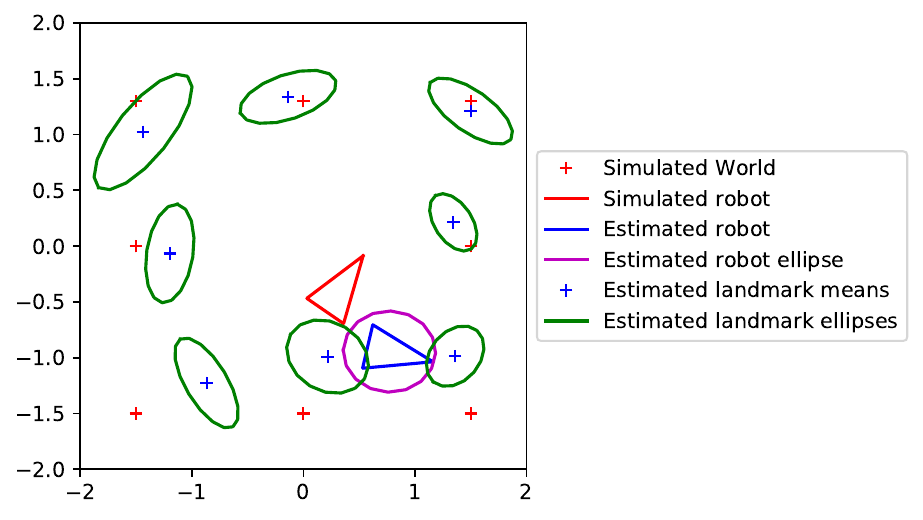 2.0
1.5
1.0
0.5
0.0
−0.5
−1.0
−1.5
−2.0
−2
−1
0
1
2
Simulated World
Simulated robot
Estimated robot
Estimated robot ellipse
Estimated landmark means
Estimated landmark ellipses